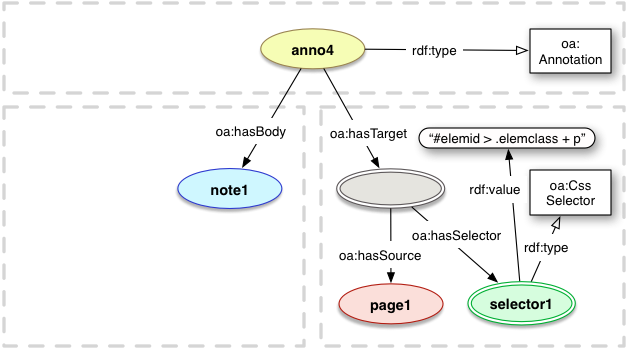 anno4
rdf:type
oa:
Annotation
oa:hasBody
oa:hasTarget
“#elemid > .elemclass + p”
note1
rdf:value
oa:Css
Selector
oa:hasSelector
rdf:type
oa:hasSource
page1
selector1